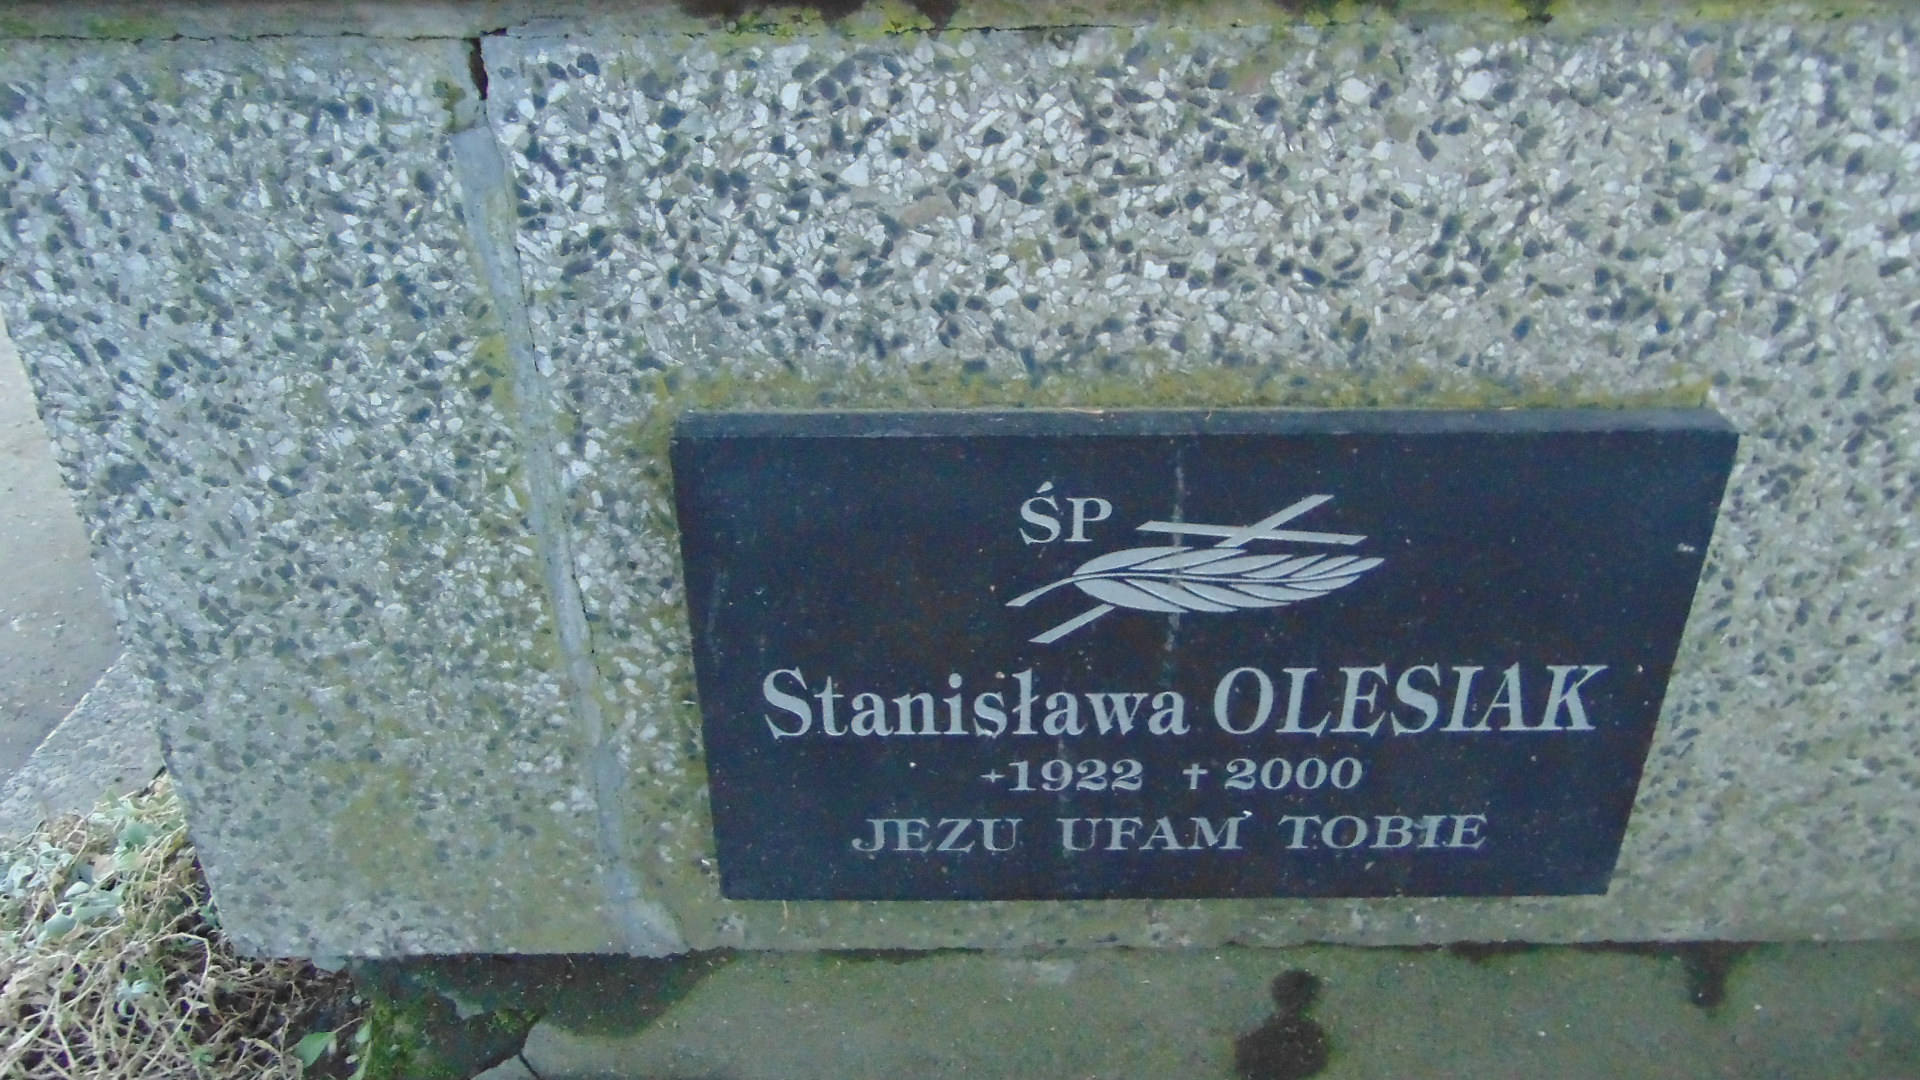 ŚP
Stanisława OLESIAK
+1922 †2000
JEZU UFAM TOBIE